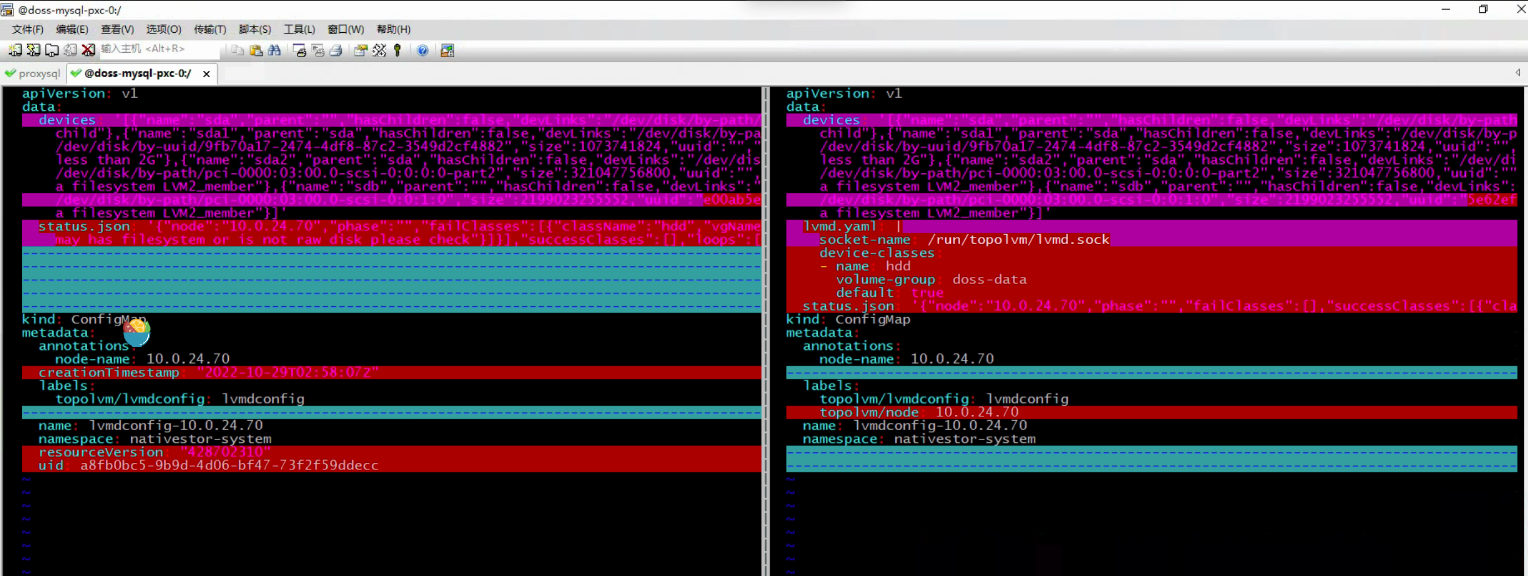 @doss-mysql-pxc-0:/
文件(F) 编辑(E) 查看(V) 选项(O) 传输(T) 脚本(S) 工具(L) 窗口(W) 帮助(H)
输入主机 <Alt+R>
proxysql
@doss-mysql-pxc-0:/
apiVersion: v1
data:
devices '[{"name":"sda","parent":"","hasChildren":false,"devLinks":"/dev/disk/by-path/
child"},{"name":"sda1","parent":"sda","hasChildren":false,"devLinks":"/dev/disk/by-pa
/dev/disk/by-uuid/9fb70a17-2474-4df8-87c2-3549d2cf4882","size":1073741824,"uuid":"","
less than 2G"},{"name":"sda2","parent":"sda","hasChildren":false,"devLinks":"/dev/dis
/dev/disk/by-path/pci-0000:03:00.0-scsi-0:0:0:0-part2","size":321047756800,"uuid":""
a filesystem LVM2_member"},{"name":"sdb","parent":"","hasChildren":false,"devLinks":"
/dev/disk/by-path/pci-0000:03:00.0-scsi-0:0:1:0","size":2199023255552,"uuid":"e00ab5e
a filesystem LVM2_member"}]'
status.json: '{"node":"10.0.24.70","phase":"","failClasses":[{"className":"hdd","vgName
may has filesystem or is not raw disk please check"}]}],"successClasses":[],"loops":[
kind: ConfigMap
metadata:
annotations:
node-name: 10.0.24.70
creationTimestamp: "2022-10-29T02:58:07Z"
labels:
topolvm/lvmdconfig: lvmdconfig
name: lvmdconfig-10.0.24.70
namespace: nativestor-system
resourceVersion: "428702310"
uid: a8fb0bc5-9b9d-4d06-bf47-73f2f59ddecc
~
~
~
~
~
~
~
~
apiVersion: v1
data:
devices '[{"name":"sda","parent":"","hasChildren":false,"devLinks":"/dev/disk/by-path
child"},{"name":"sda1","parent":"sda","hasChildren":false,"devLinks":"/dev/disk/by-p
/dev/disk/by-uuid/9fb70a17-2474-4df8-87c2-3549d2cf4882","size":1073741824,"uuid":"",
less than 2G"},{"name":"sda2","parent":"sda","hasChildren":false,"devLinks":"/dev/di
/dev/disk/by-path/pci-0000:03:00.0-scsi-0:0:0:0-part2","size":321047756800,"uuid":""
a filesystem LVM2_member"},{"name":"sdb","parent":"","hasChildren":false,"devLinks":
/dev/disk/by-path/pci-0000:03:00.0-scsi-0:0:1:0","size":2199023255552,"uuid":"5e62ef
a filesystem LVM2_member"}]'
lvmd.yaml: |
socket-name: /run/topolvm/lvmd.sock
device-classes:
- name: hdd
volume-group: doss-data
default: true
status.json: '{"node":"10.0.24.70","phase":"","failClasses":[],"successClasses":[{"cla
kind: ConfigMap
metadata:
annotations:
node-name: 10.0.24.70
labels:
topolvm/lvmdconfig: lvmdconfig
topolvm/node: 10.0.24.70
name: lvmdconfig-10.0.24.70
namespace: nativestor-system
~
~
~
~
~
~
~
~